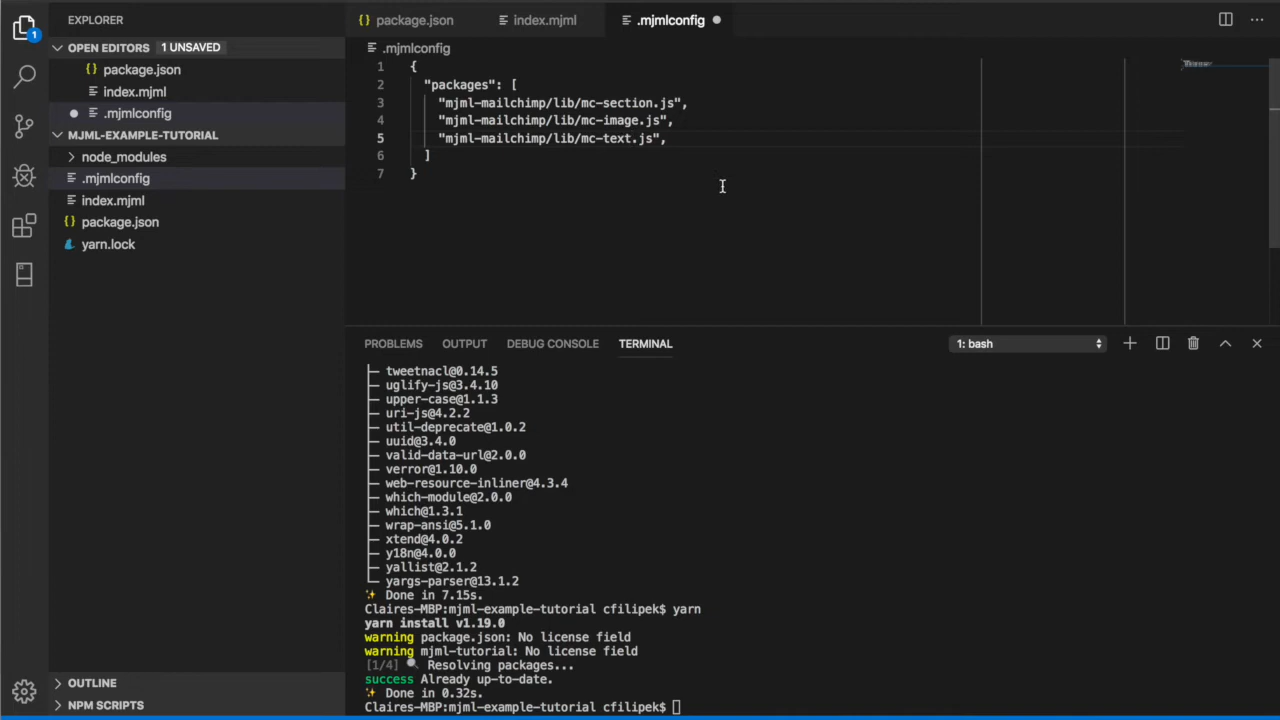 EXPLORER
OPEN EDITORS 1 UNSAVED
{} package.json
index.mjml
.mjmlconfig
MJML-EXAMPLE-TUTORIAL
node_modules
.mjmlconfig
index.mjml
{} package.json
yarn.lock
OUTLINE
NPM SCRIPTS
1
{} package.json index.mjml .mjmlconfig
.mjmlconfig
1 {
2 "packages": [
3 "mjml-mailchimp/lib/mc-section.js",
4 "mjml-mailchimp/lib/mc-image.js",
5 "mjml-mailchimp/lib/mc-text.js",
6 ]
7 }
PROBLEMS OUTPUT DEBUG CONSOLE TERMINAL 1: bash
├─ tweetnacl@0.14.5
├─ uglify-js@3.4.10
├─ upper-case@1.1.3
├─ uri-js@4.2.2
├─ util-deprecate@1.0.2
├─ uuid@3.4.0
├─ valid-data-url@2.0.0
├─ verror@1.10.0
├─ web-resource-inliner@4.3.4
├─ which-module@2.0.0
├─ which@1.3.1
├─ wrap-ansi@5.1.0
├─ xtend@4.0.2
├─ y18n@4.0.0
├─ yallist@2.1.2
└─ yargs-parser@13.1.2
✨ Done in 7.15s.
Claires-MBP:mjml-example-tutorial cfilipek$ yarn
yarn install v1.19.0
warning package.json: No license field
warning mjml-tutorial: No license field
[1/4] 🔍 Resolving packages...
success Already up-to-date.
✨ Done in 0.32s.
Claires-MBP:mjml-example-tutorial cfilipek$